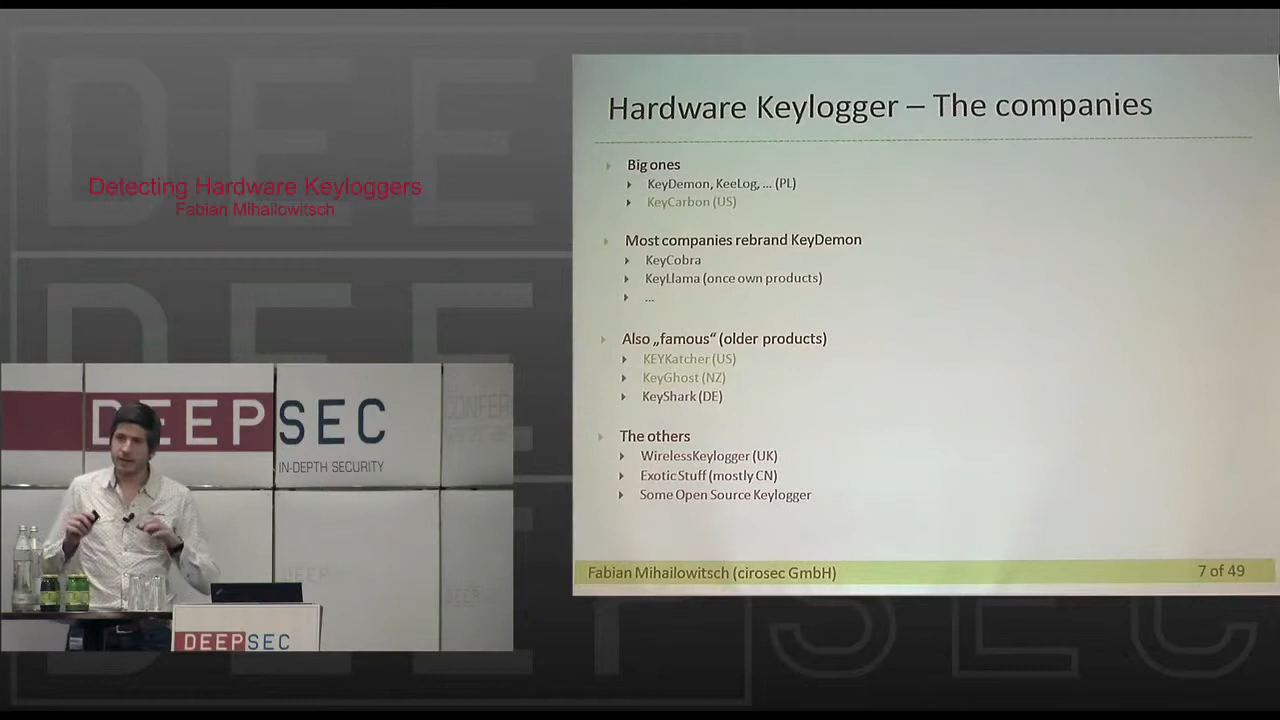 Detecting Hardware Keyloggers
Fabian Mihailowitsch
DEEPSEC
IN-DEPTH SECURITY
DEEPSEC
Hardware Keylogger – The companies
Big ones
KeyDemon, KeeLog, ... (PL)
KeyCarbon (US)
Most companies rebrand KeyDemon
KeyCobra
KeyLlama (once own products)
...
Also „famous“ (older products)
KEYKatcher (US)
KeyGhost (NZ)
KeyShark (DE)
The others
WirelessKeylogger (UK)
Exotic Stuff (mostly CN)
Some Open Source Keylogger
Fabian Mihailowitsch (cirosec GmbH)
7 of 49